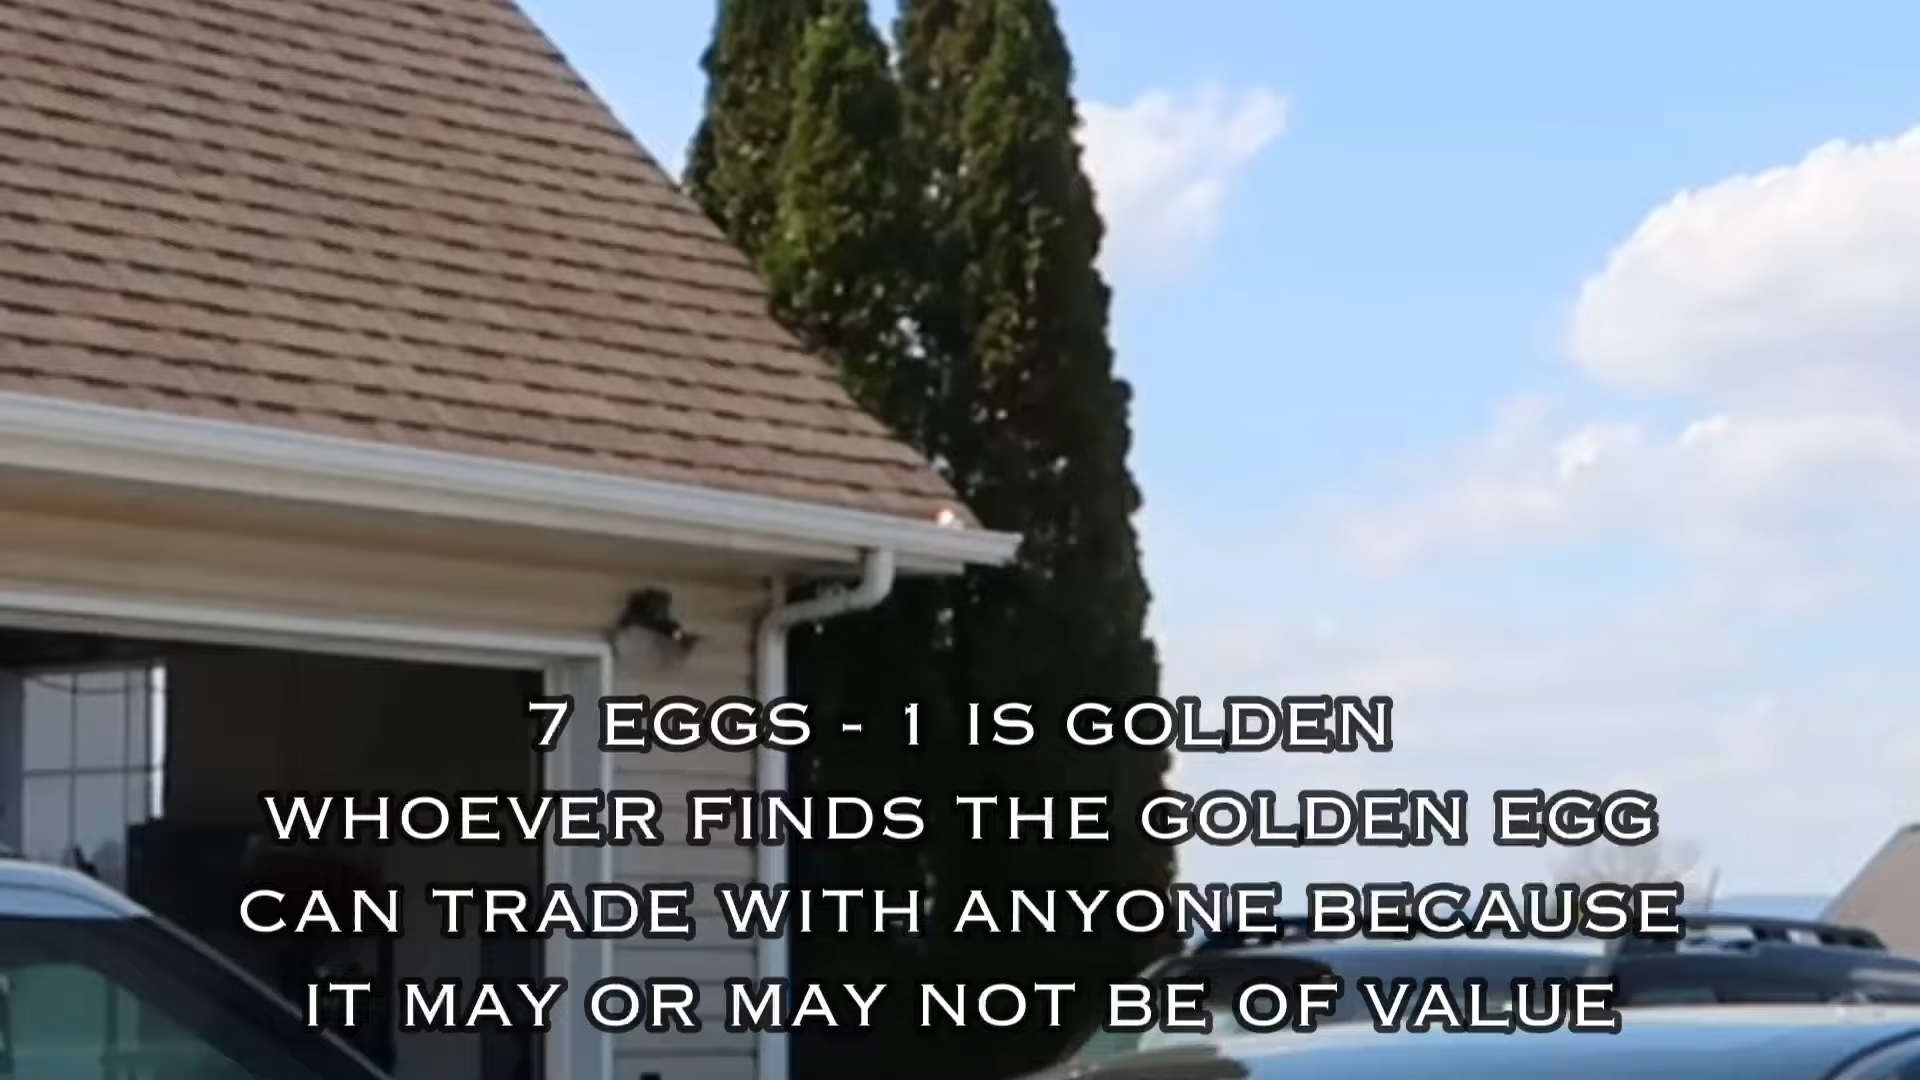 7 EGGS - 1 IS GOLDEN
WHOEVER FINDS THE GOLDEN EGG
CAN TRADE WITH ANYONE BECAUSE
IT MAY OR MAY NOT BE OF VALUE